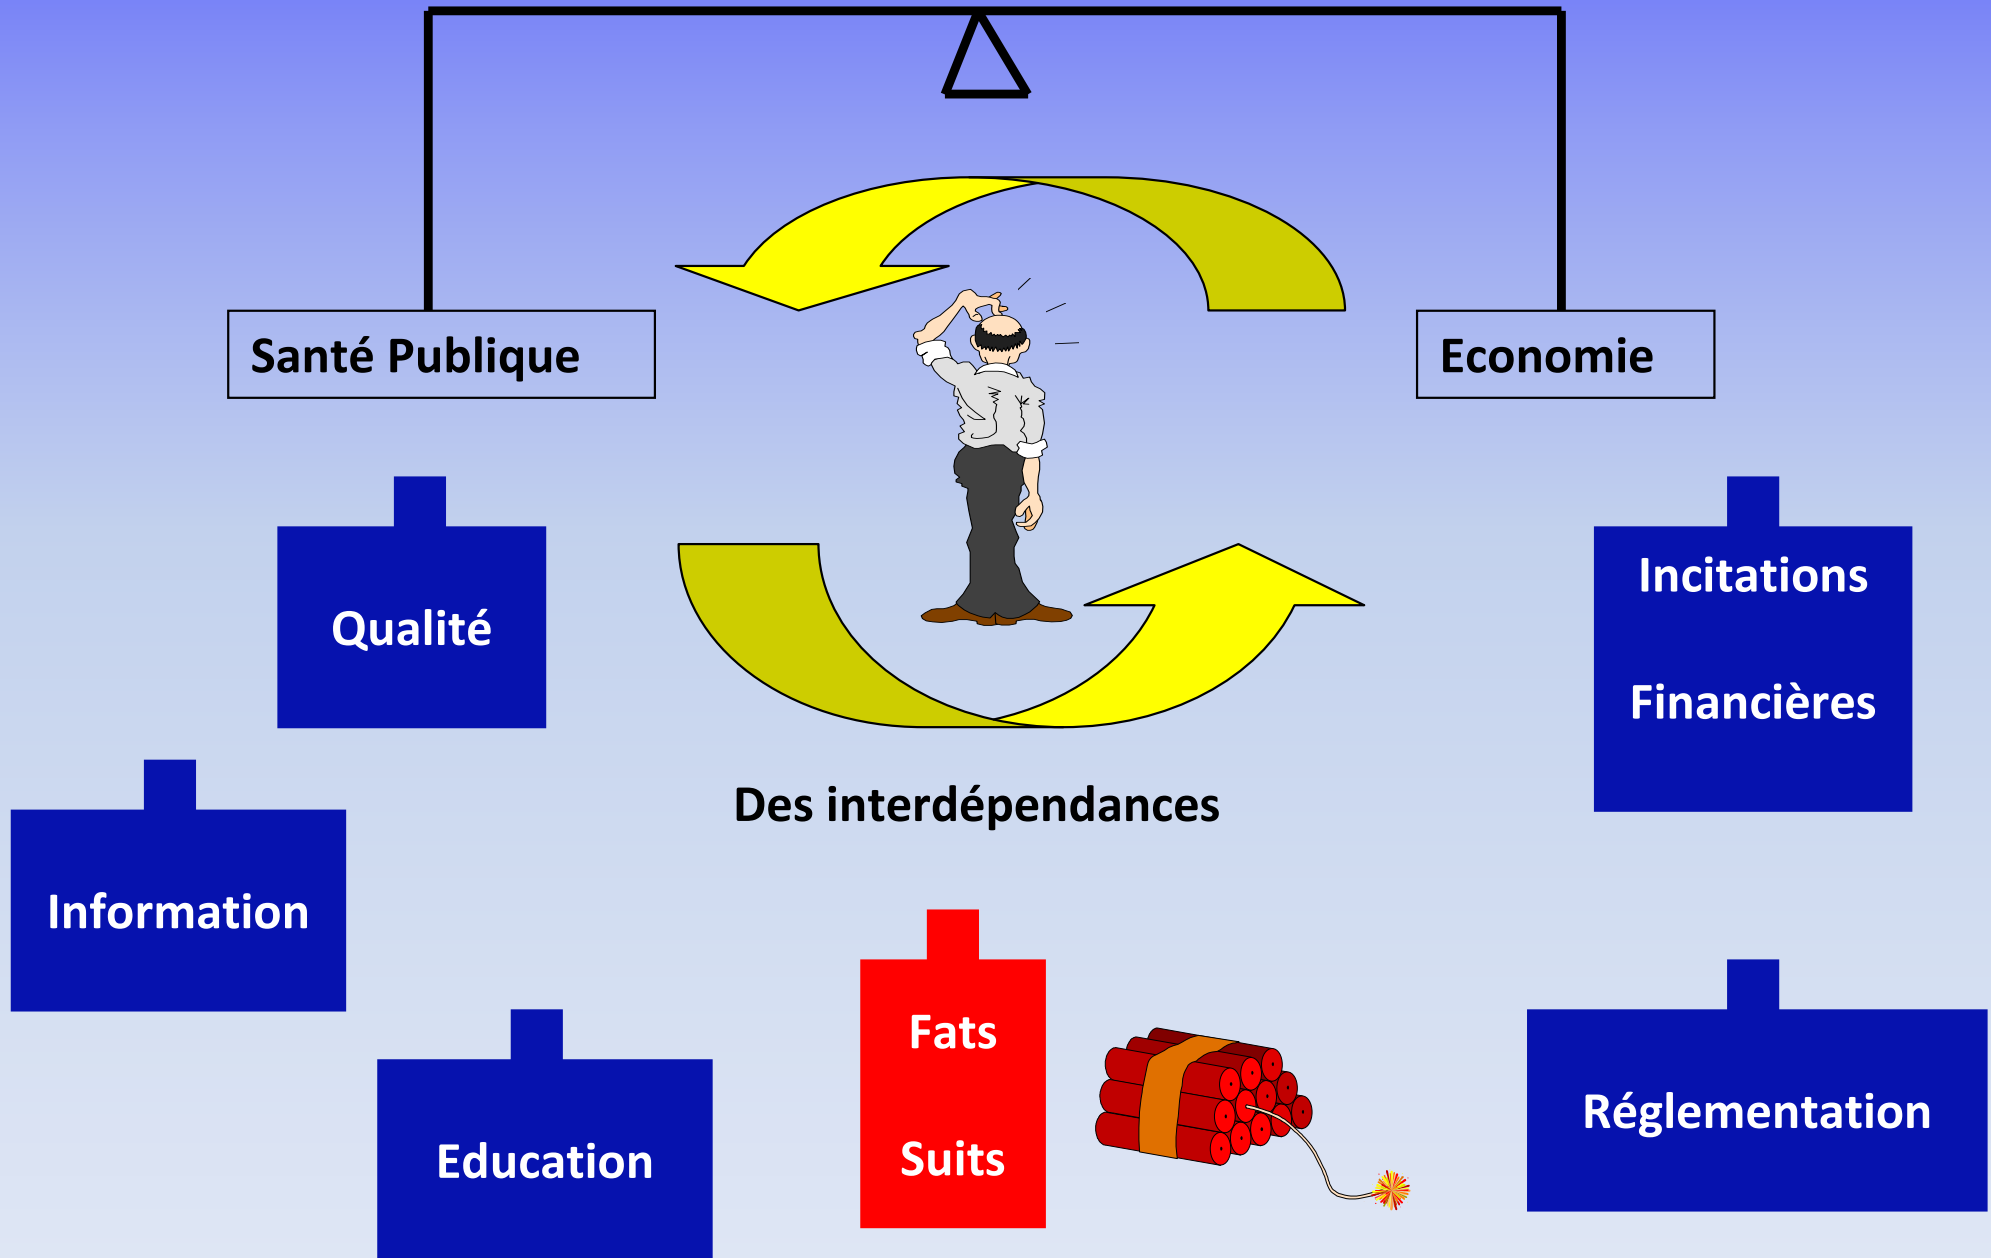 Santé Publique
Economie
Qualité
Incitations
Financières
Des interdépendances
Information
Fats
Suits
Education
Réglementation